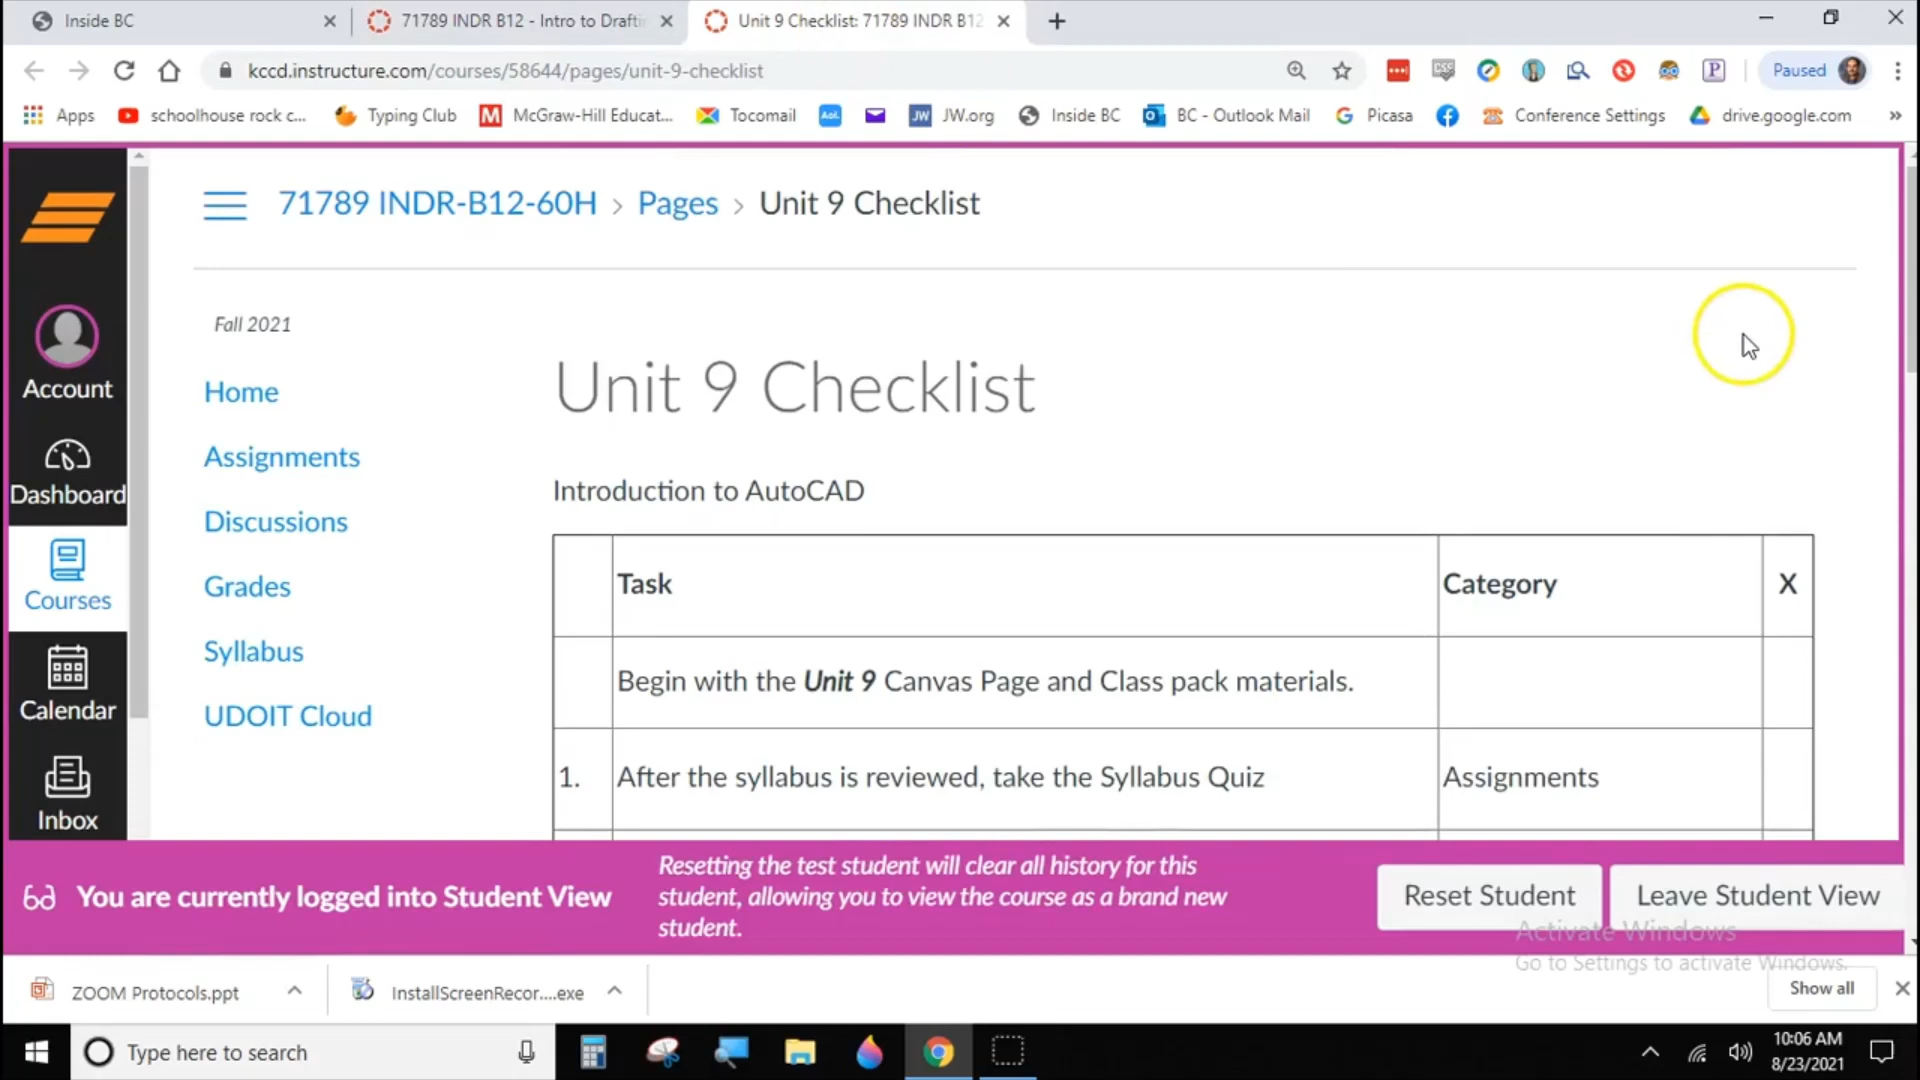 Inside BC
71789 INDR B12 - Intro to Draftin
Unit 9 Checklist: 71789 INDR B12
kccd.instructure.com/courses/58644/pages/unit-9-checklist
CSS
P
Paused
Apps
schoolhouse rock c...
Typing Club
M
McGraw-Hill Educat...
Tocomail
Aol.
JW
JW.org
Inside BC
BC - Outlook Mail
Picasa
Conference Settings
drive.google.com
»
71789 INDR-B12-60H > Pages > Unit 9 Checklist
Fall 2021
Home
Assignments
Discussions
Grades
Syllabus
UDOIT Cloud
Account
Dashboard
Courses
Calendar
Inbox
Unit 9 Checklist
Introduction to AutoCAD
Task Category X
Begin with the Unit 9 Canvas Page and Class pack materials.
1. After the syllabus is reviewed, take the Syllabus Quiz Assignments
You are currently logged into Student View
Resetting the test student will clear all history for this
student, allowing you to view the course as a brand new
student.
Reset Student
Leave Student View
Activate Windows
Go to Settings to activate Windows.
ZOOM Protocols.ppt
InstallScreenRecor....exe
Show all
Type here to search
10:06 AM
8/23/2021